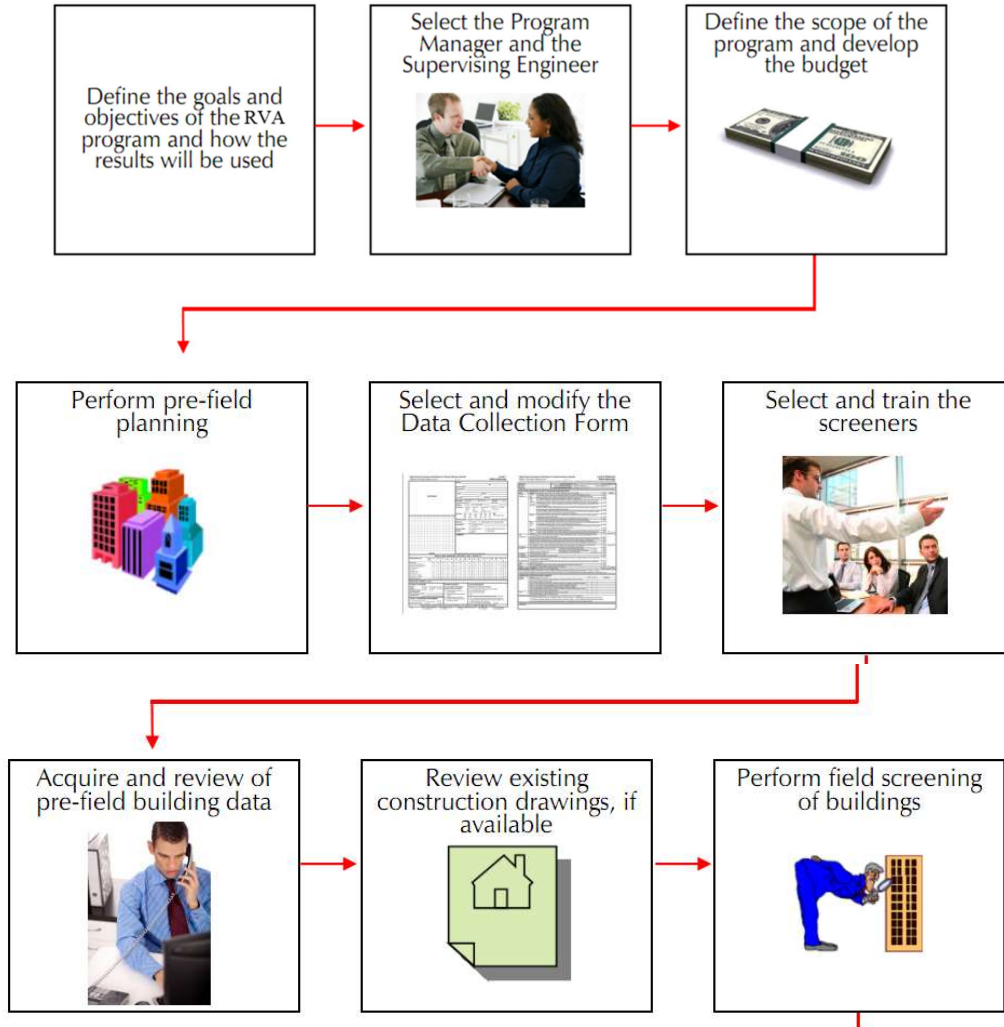 Define the goals and
objectives of the RVA
program and how the
results will be used
Select the Program
Manager and the
Supervising Engineer
Define the scope of the
program and develop
the budget
Perform pre-field
planning
Select and modify the
Data Collection Form
Select and train the
screeners
Acquire and review of
pre-field building data
Review existing
construction drawings, if
available
Perform field screening
of buildings